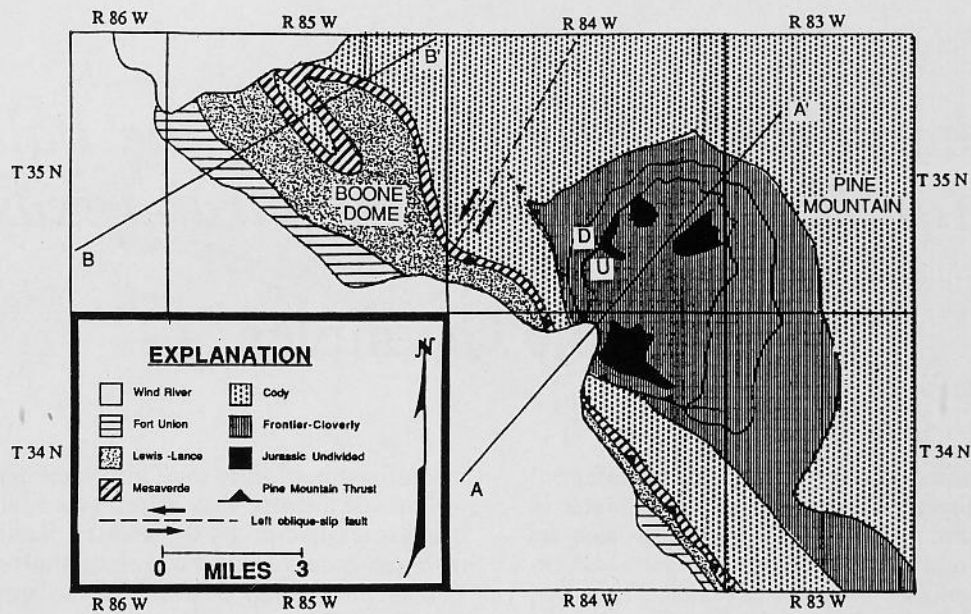 R 86 W R 85 W R 84 W R 83 W
B'
A'
T 35 N T 35 N
PINE
MOUNTAIN
BOONE
DOME
D
U
B
EXPLANATION
N
Wind River Cody
Fort Union Frontier-Cloverly
T 34 N T 34 N
Lewis -Lance Jurassic Undivided
Mesaverde Pine Mountain Thrust
A
Left oblique-slip fault
0 MILES 3
R 86 W R 85 W R 84 W R 83 W